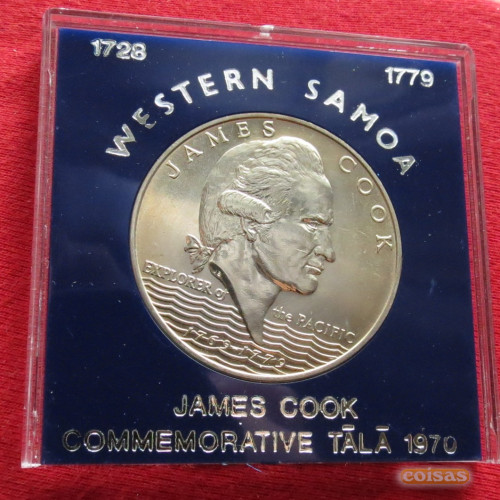 1728 1779
WESTERN SAMOA
JAMES COOK
EXPLORER of the PACIFIC
JAMES COOK
COMMEMORATIVE TĀLĀ 1970
coisas